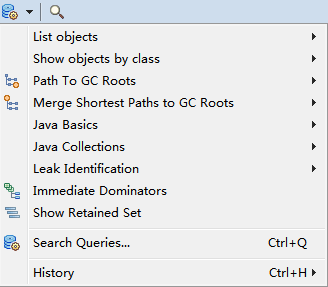 List objects
Show objects by class
Path To GC Roots
Merge Shortest Paths to GC Roots
Java Basics
Java Collections
Leak Identification
Immediate Dominators
Show Retained Set
Search Queries... Ctrl+Q
History Ctrl+H